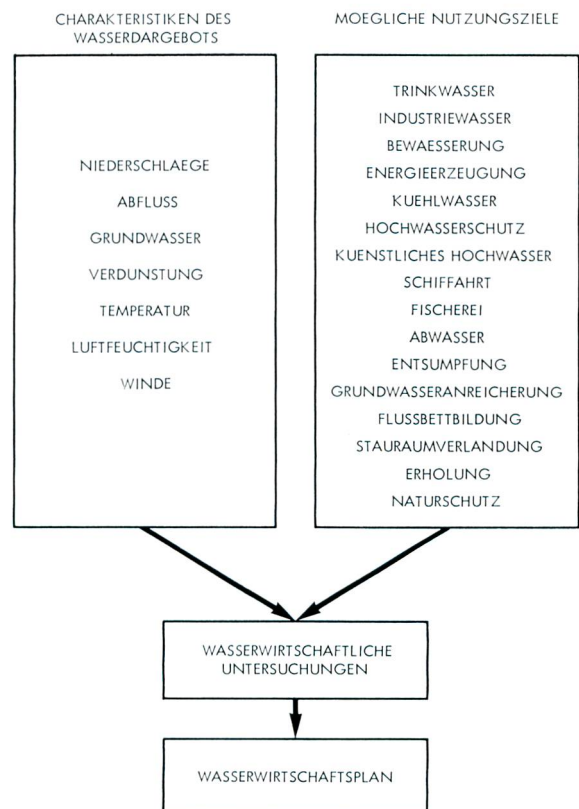 CHARAKTERISTIKEN DES
WASSERDARGEBOTS
NIEDERSCHLAEGE
ABFLUSS
GRUNDWASSER
VERDUNSTUNG
TEMPERATUR
LUFTFEUCHTIGKEIT
WINDE
MOEGLICHE NUTZUNGSZIELE
TRINKWASSER
INDUSTRIEWASSER
BEWAESSERUNG
ENERGIEERZEUGUNG
KUEHLWASSER
HOCHWASSERSCHUTZ
KUENSTLICHES HOCHWASSER
SCHIFFAHRT
FISCHEREI
ABWASSER
ENTSUMPFUNG
GRUNDWASSERANREICHERUNG
FLUSSBETTBILDUNG
STAURAUMVERLANDUNG
ERHOLUNG
NATURSCHUTZ
WASSERWIRTSCHAFTLICHE
UNTERSUCHUNGEN
WASSERWIRTSCHAFTSPLAN